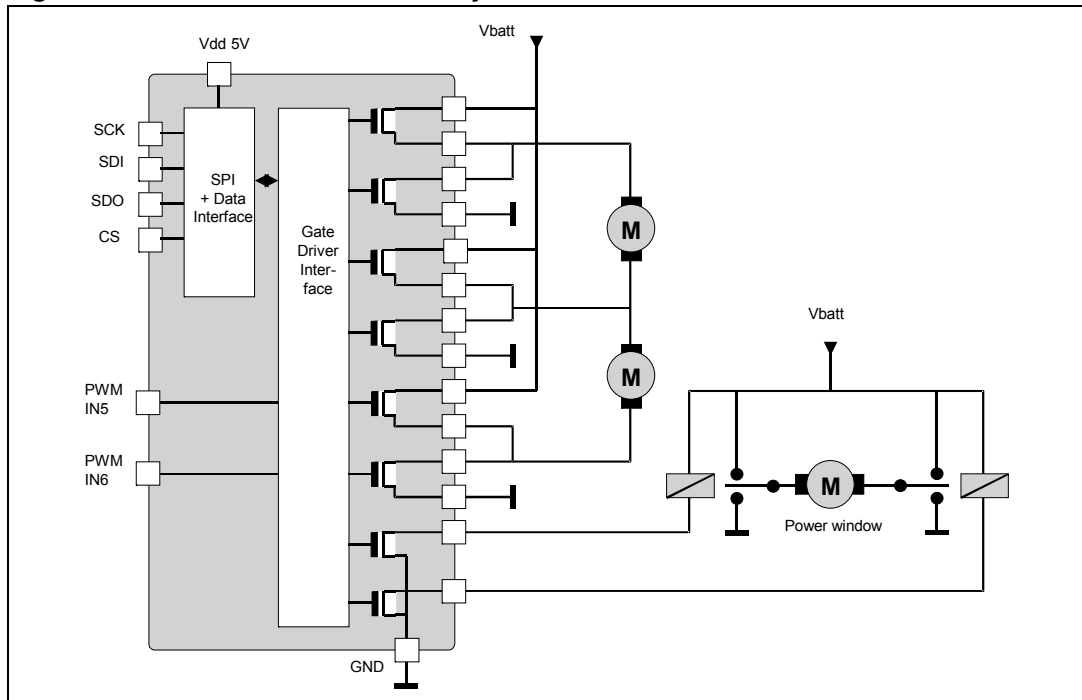 Vbatt
Vdd 5V
SCK
SDI
SDO
CS
SPI
+ Data
Interface
Gate
Driver
Inter-
face
M
M
Vbatt
PWM
IN5
PWM
IN6
M
Power window
GND